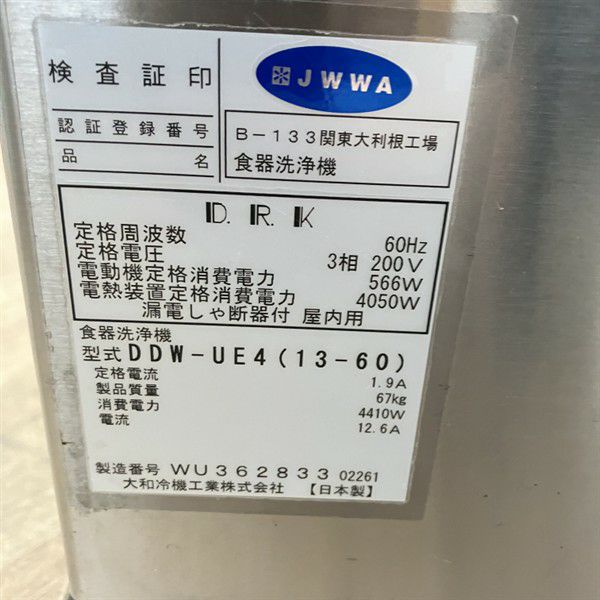 検査証印
JWWA
認証登録番号
B-133関東大利根工場
品名
食器洗浄機
D.R.K
定格周波数 60Hz
定格電圧 3相 200V
電動機定格消費電力 566W
電熱装置定格消費電力 4050W
漏電しゃ断器付 屋内用
食器洗浄機
型式 DDW-UE4(13-60)
定格電流 1.9A
製品質量 67kg
消費電力 4410W
電流 12.6A
製造番号 WU362833 02261
大和冷機工業株式会社 【日本製】